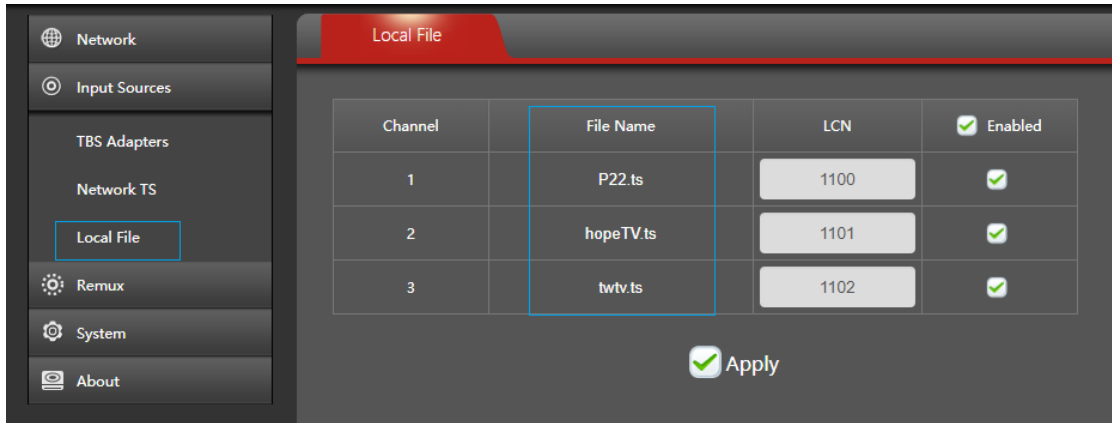 Network
Input Sources
TBS Adapters
Network TS
Local File
Remux
System
About
Local File
Channel File Name LCN Enabled
1 P22.ts 1100
2 hopeTV.ts 1101
3 twtv.ts 1102
Apply